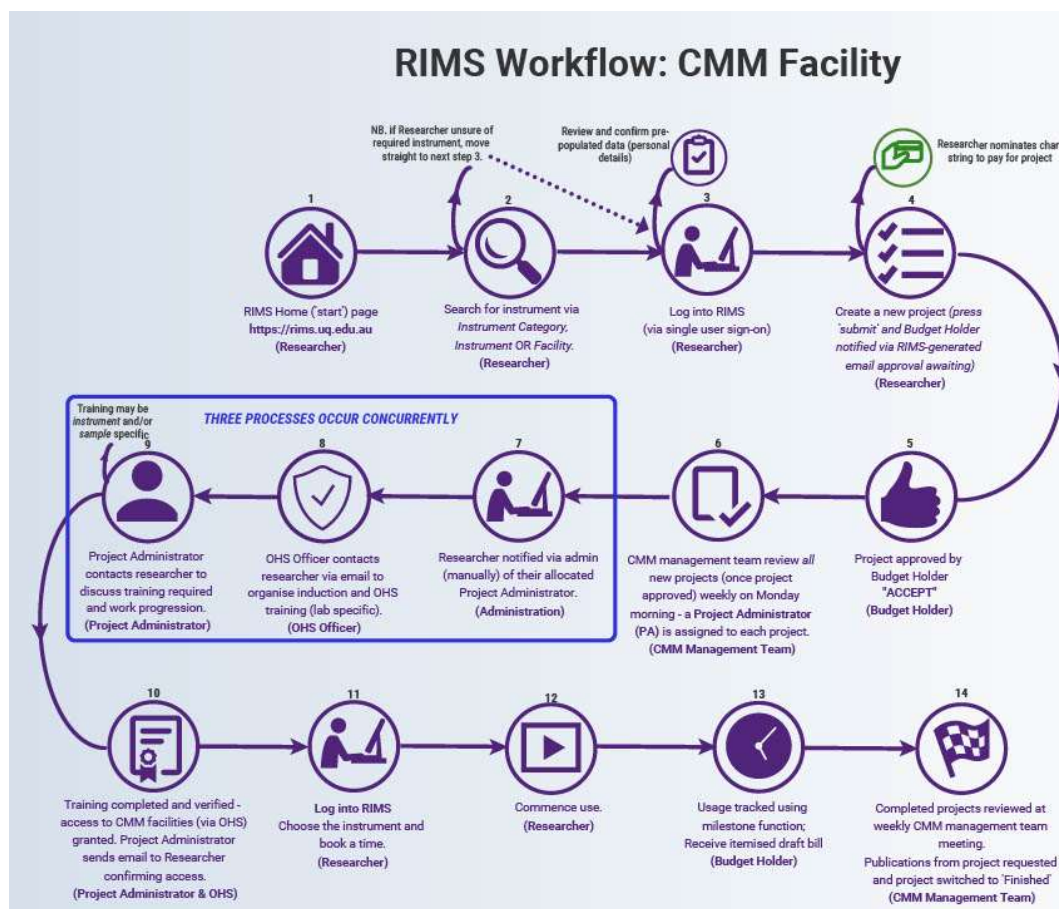 RIMS Workflow: CMM Facility
NB. if Researcher unsure of
required instrument, move
straight to next step 3.
Review and confirm pre-
populated data (personal
details)
Researcher nominates char
string to pay for project
1
RIMS Home ('start') page
https://rims.uq.edu.au
(Researcher)
2
Search for instrument via
Instrument Category,
Instrument OR Facility.
(Researcher)
3
Log into RIMS
(via single user sign-on)
(Researcher)
4
Create a new project (press
'submit' and Budget Holder
notified via RIMS-generated
email approval awaiting)
(Researcher)
THREE PROCESSES OCCUR CONCURRENTLY
Training may be
instrument and/or
sample specific
9
Project Administrator
contacts researcher to
discuss training required
and work progression.
(Project Administrator)
8
OHS Officer contacts
researcher via email to
organise induction and OHS
training (lab specific).
(OHS Officer)
7
Researcher notified via admin
(manually) of their allocated
Project Administrator.
(Administration)
6
CMM management team review all
new projects (once project
approved) weekly on Monday
morning - a Project Administrator
(PA) is assigned to each project.
(CMM Management Team)
5
Project approved by
Budget Holder
"ACCEPT"
(Budget Holder)
10
Training completed and verified -
access to CMM facilities (via OHS)
granted. Project Administrator
sends email to Researcher
confirming access.
(Project Administrator & OHS)
11
Log into RIMS
Choose the instrument and
book a time.
(Researcher)
12
Commence use.
(Researcher)
13
Usage tracked using
milestone function;
Receive itemised draft bill
(Budget Holder)
14
Completed projects reviewed at
weekly CMM management team
meeting.
Publications from project requested
and project switched to 'Finished'
(CMM Management Team)